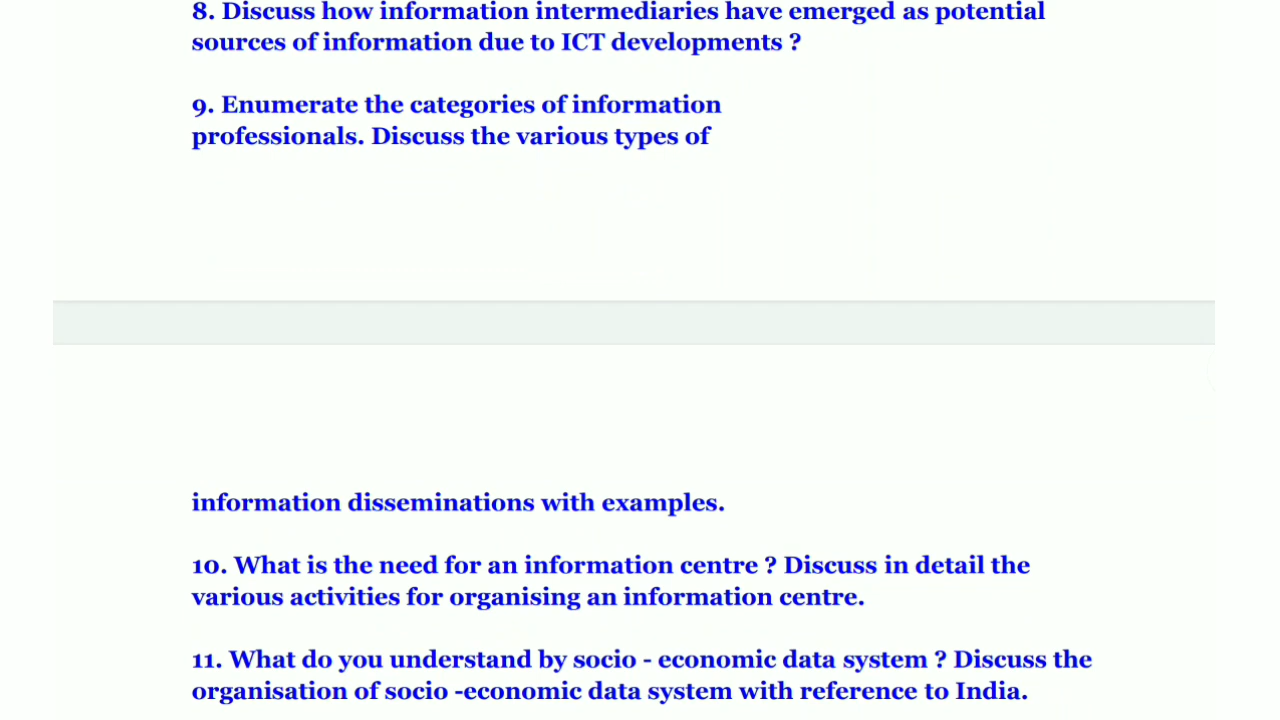 8. Discuss how information intermediaries have emerged as potential
sources of information due to ICT developments ?
9. Enumerate the categories of information
professionals. Discuss the various types of
information disseminations with examples.
10. What is the need for an information centre ? Discuss in detail the
various activities for organising an information centre.
11. What do you understand by socio - economic data system ? Discuss the
organisation of socio -economic data system with reference to India.